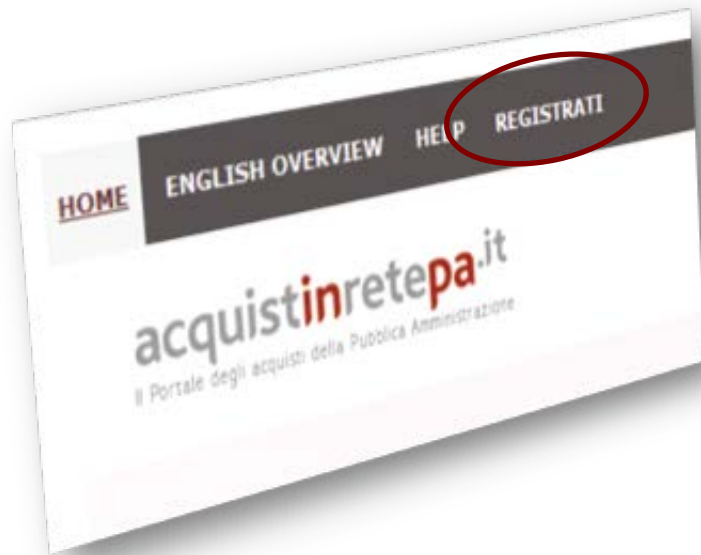 HOME ENGLISH OVERVIEW HELP REGISTRATI
acquistinretepa.it
Il Portale degli acquisti della Pubblica Amministrazione